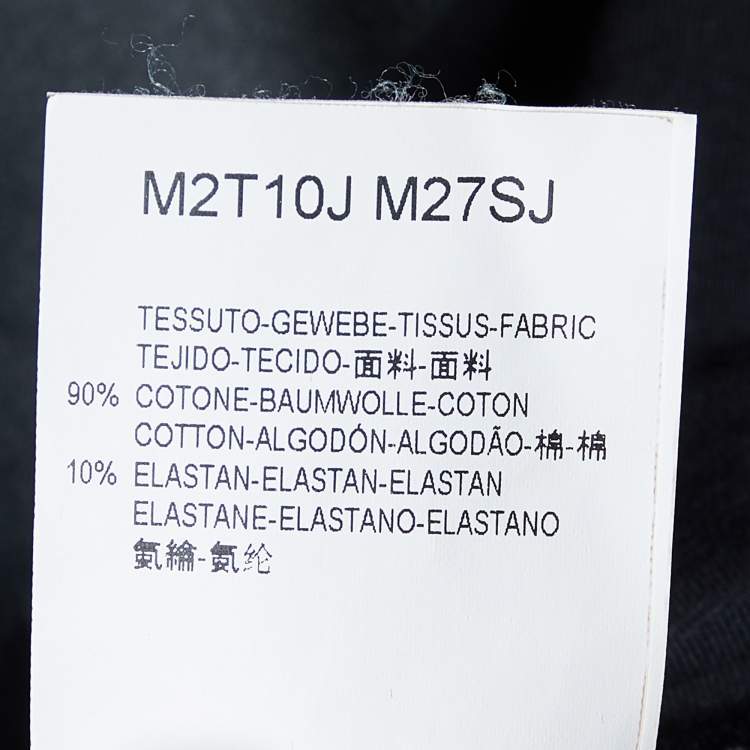 M2T10J M27SJ
TESSUTO-GEWEBE-TISSUS-FABRIC
TEJIDO-TECIDO-面料-面料
90% COTONE-BAUMWOLLE-COTON
COTTON-ALGODÓN-ALGODÃO-棉-棉
10% ELASTAN-ELASTAN-ELASTAN
ELASTANE-ELASTANO-ELASTANO
氨綸-氨纶